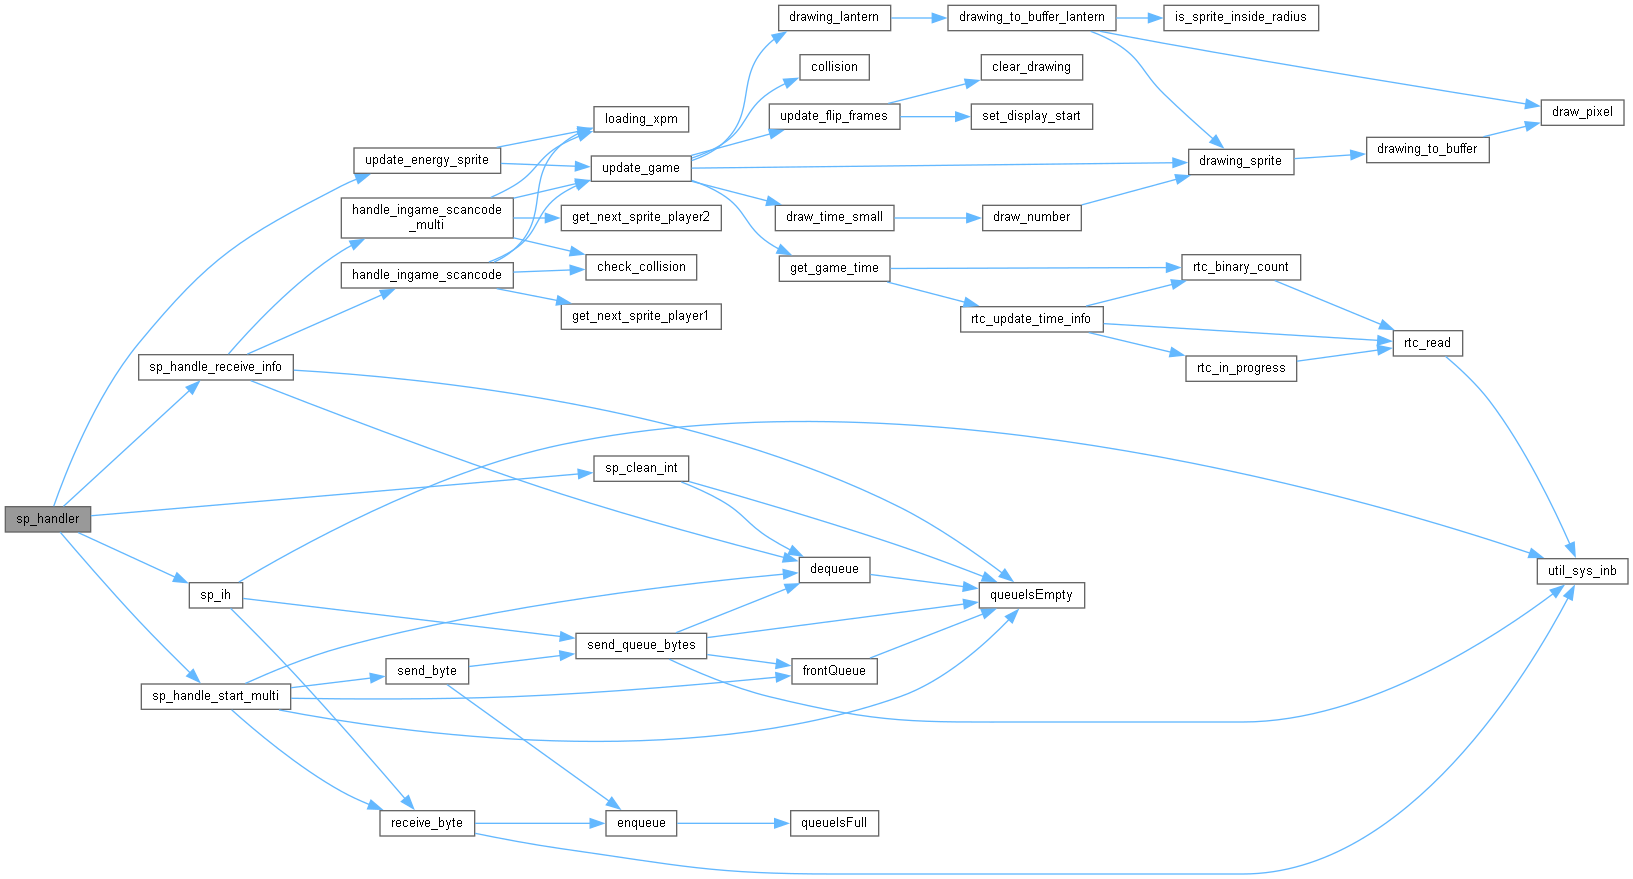 drawing_lantern
drawing_to_buffer_lantern
is_sprite_inside_radius
collision
clear_drawing
loading_xpm
update_flip_frames
set_display_start
draw_pixel
update_energy_sprite
update_game
drawing_sprite
drawing_to_buffer
handle_ingame_scancode
_multi
get_next_sprite_player2
draw_time_small
draw_number
handle_ingame_scancode
check_collision
get_game_time
rtc_binary_count
get_next_sprite_player1
rtc_update_time_info
rtc_read
sp_handle_receive_info
rtc_in_progress
sp_clean_int
sp_handler
dequeue
util_sys_inb
sp_ih
queueIsEmpty
send_queue_bytes
send_byte
frontQueue
sp_handle_start_multi
receive_byte
enqueue
queueIsFull